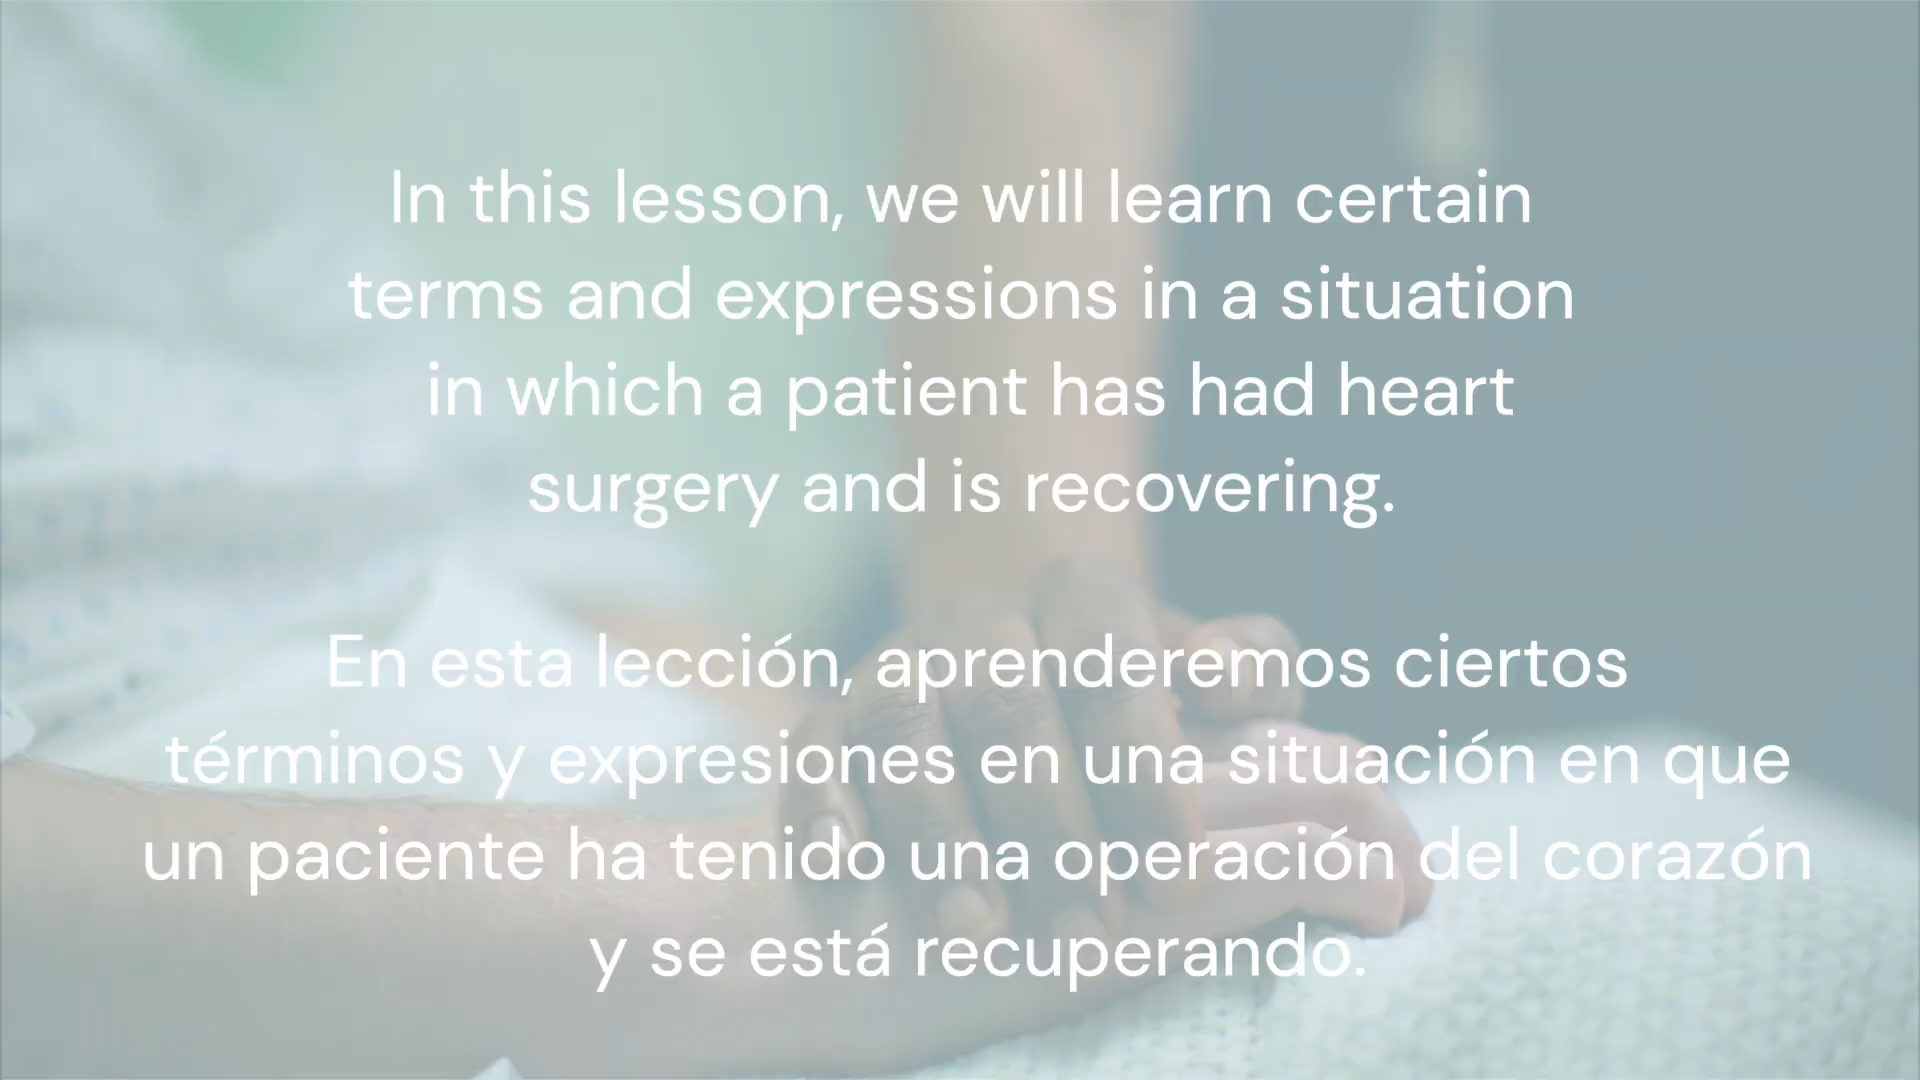 In this lesson, we will learn certain
terms and expressions in a situation
in which a patient has had heart
surgery and is recovering.
En esta lección, aprenderemos ciertos
términos y expresiones en una situación en que
un paciente ha tenido una operación del corazón
y se está recuperando.